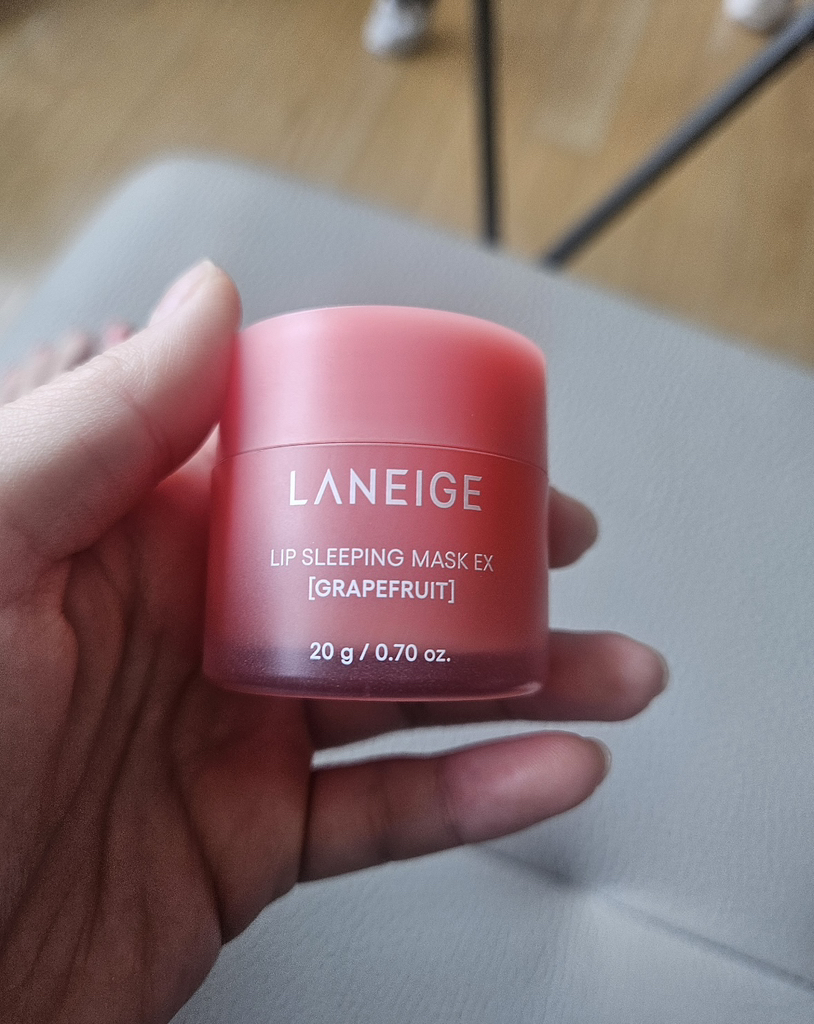 LANEIGE
LIP SLEEPING MASK EX
[GRAPEFRUIT]
20 g / 0.70 oz.